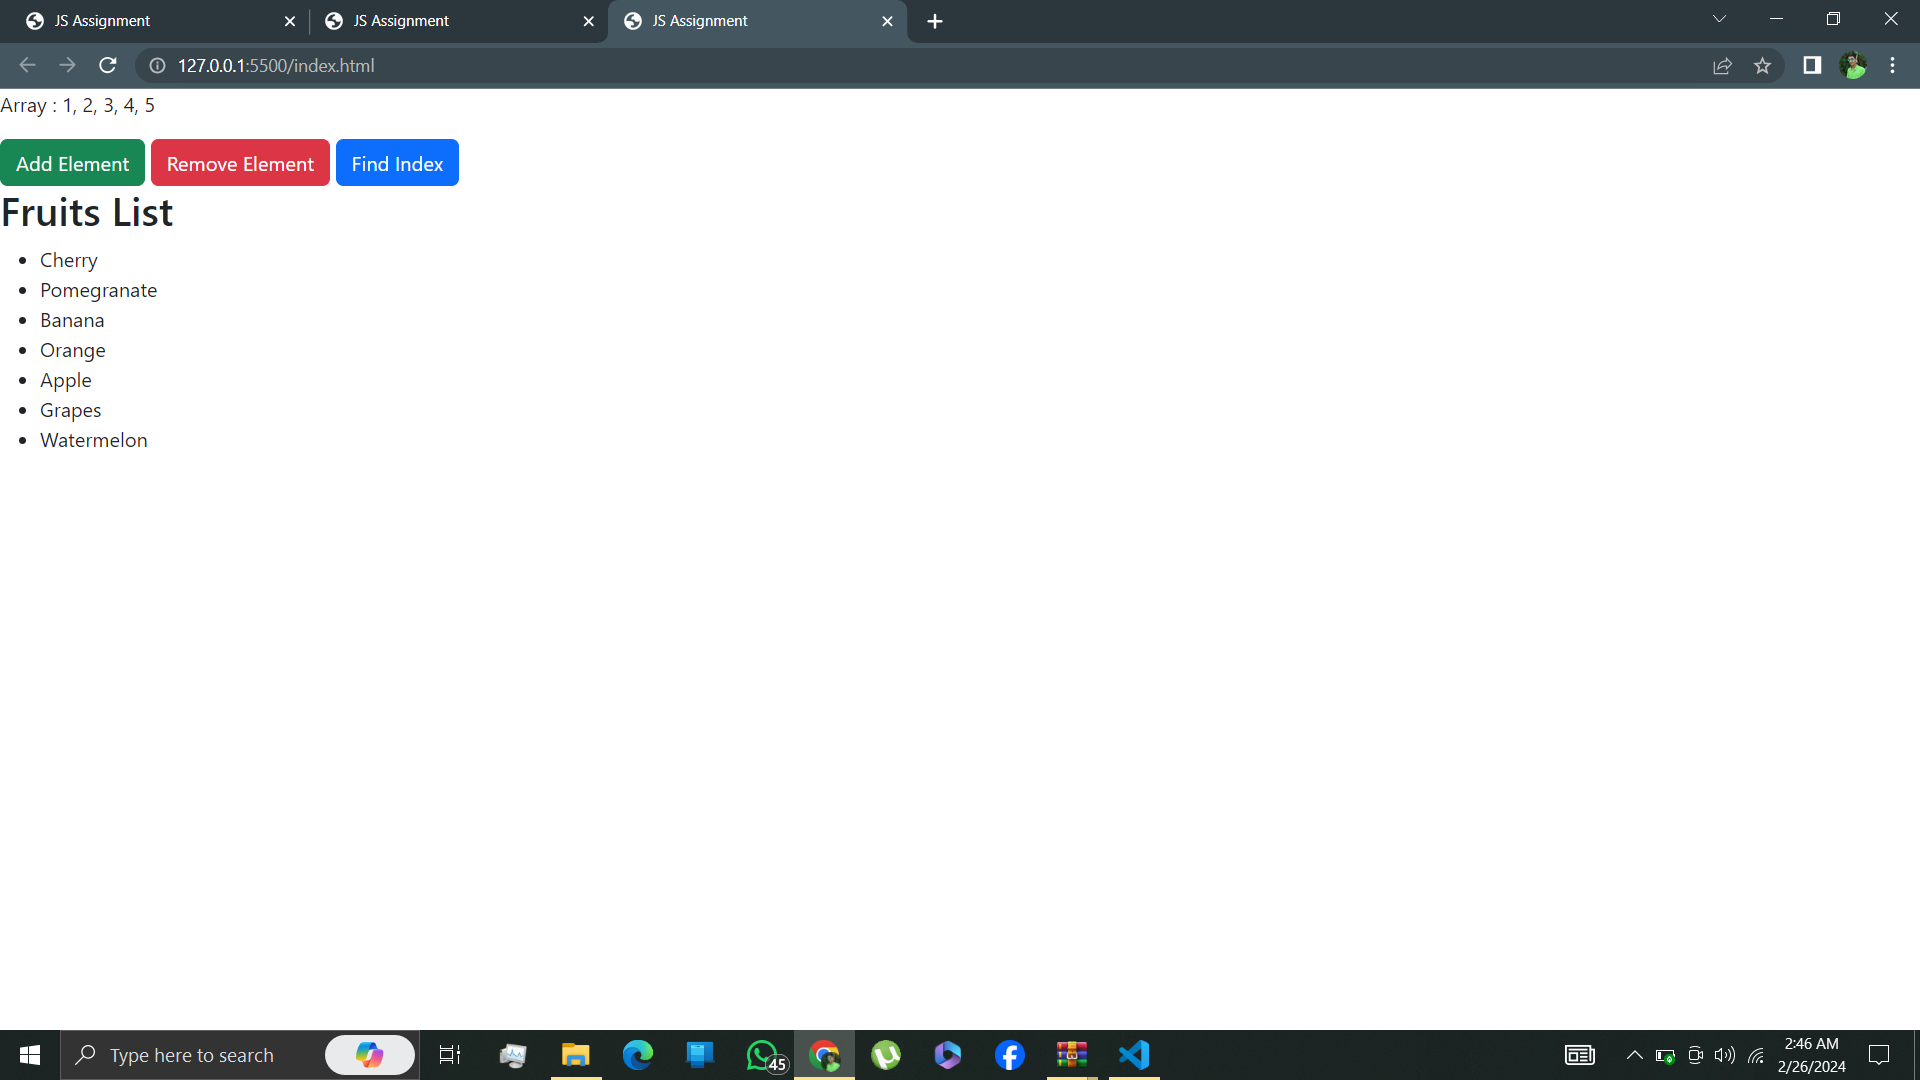 JS Assignment
JS Assignment
JS Assignment
127.0.0.1:5500/index.html
Array : 1, 2, 3, 4, 5
Add Element
Remove Element
Find Index
Fruits List
Cherry
Pomegranate
Banana
Orange
Apple
Grapes
Watermelon
Type here to search
45
2:46 AM
2/26/2024